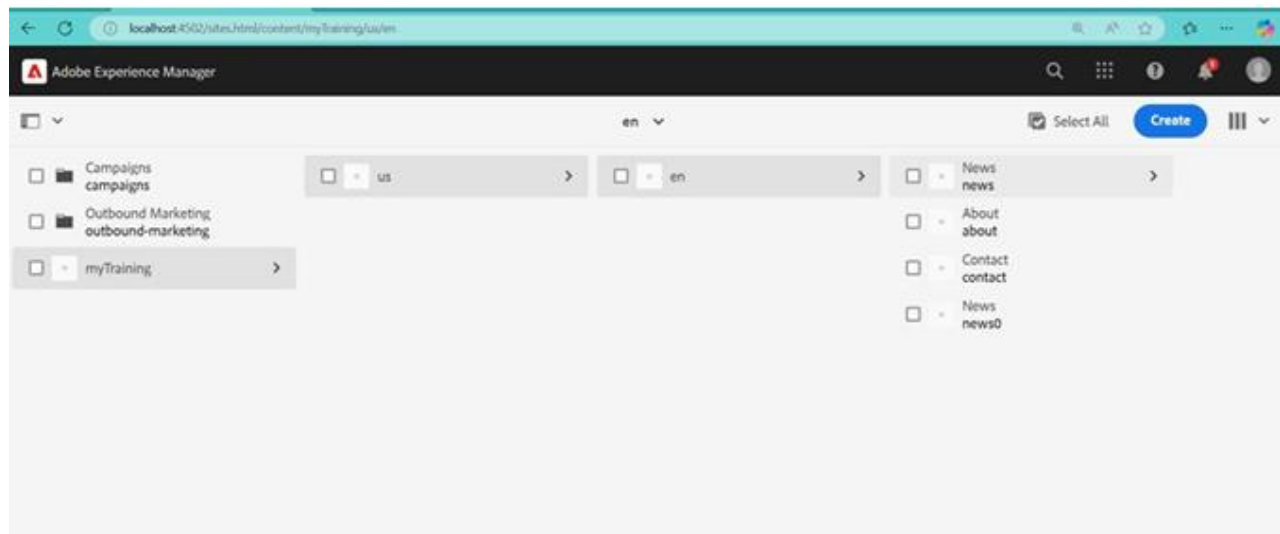 localhost:4502/sites.html/content/myTraining/us/en
Adobe Experience Manager
en
Select All
Create
Campaigns
campaigns
Outbound Marketing
outbound-marketing
myTraining
us
en
News
news
About
about
Contact
contact
News
news0